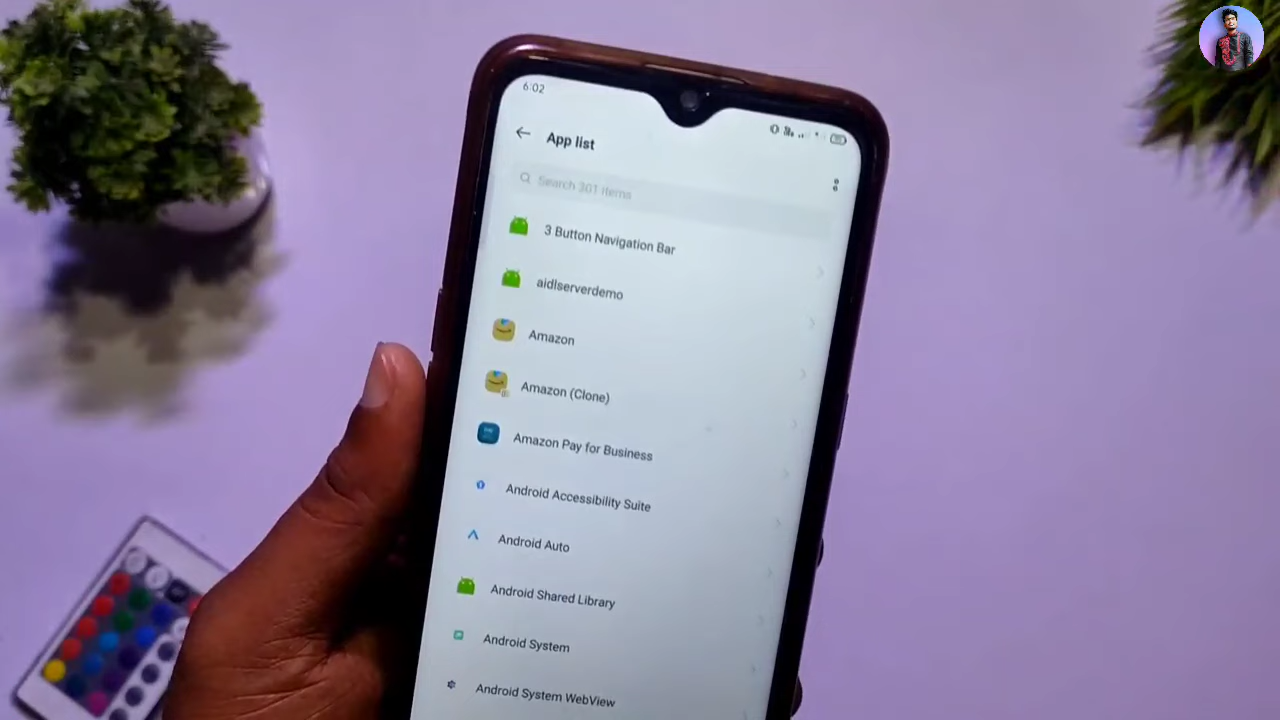 6:02
App list
Search 301 items
3 Button Navigation Bar
aidlserverdemo
Amazon
Amazon (Clone)
Amazon Pay for Business
Android Accessibility Suite
Android Auto
Android Shared Library
Android System
Android System WebView